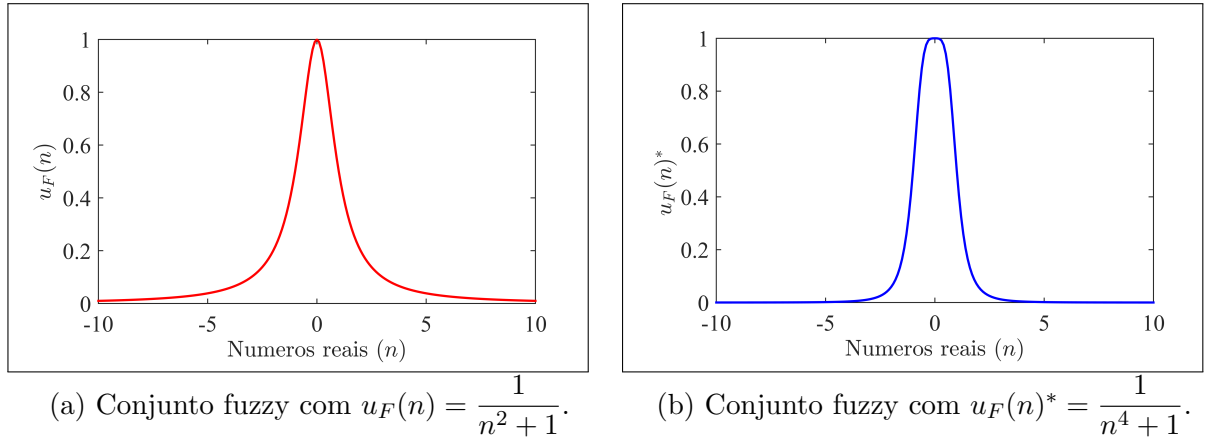 1
0.8
0.6
0.4
0.2
0
u_F(n)
-10 -5 0 5 10
Numeros reais (n)
(a) Conjunto fuzzy com u_F(n) = 1/(n^2 + 1).
1
0.8
0.6
0.4
0.2
0
u_F(n)*
-10 -5 0 5 10
Numeros reais (n)
(b) Conjunto fuzzy com u_F(n)* = 1/(n^4 + 1).